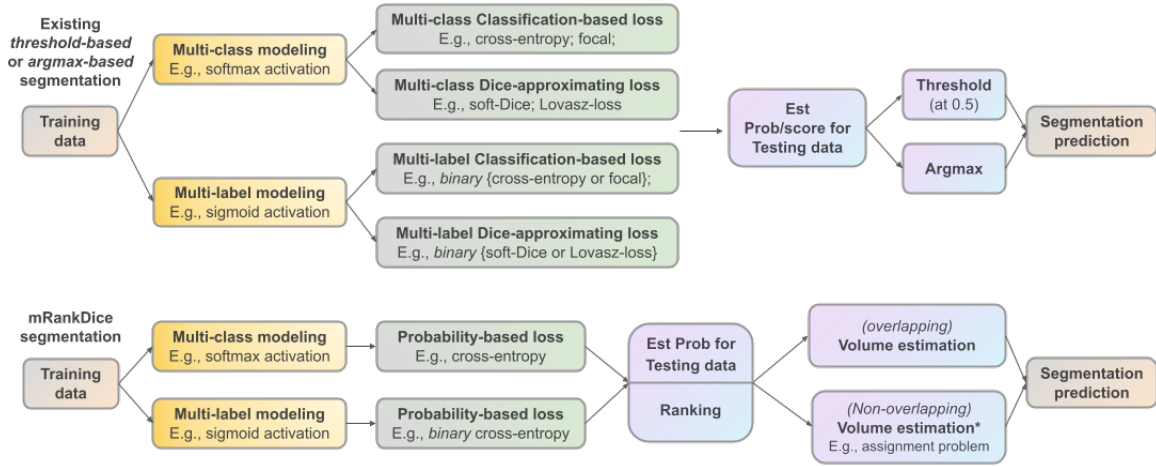 Existing
threshold-based
or argmax-based
segmentation
Training
data
Multi-class modeling
E.g., softmax activation
Multi-label modeling
E.g., sigmoid activation
Multi-class Classification-based loss
E.g., cross-entropy; focal;
Multi-class Dice-approximating loss
E.g., soft-Dice; Lovasz-loss
Multi-label Classification-based loss
E.g., binary {cross-entropy or focal};
Multi-label Dice-approximating loss
E.g., binary {soft-Dice or Lovasz-loss}
Est
Prob/score for
Testing data
Threshold
(at 0.5)
Argmax
Segmentation
prediction
mRankDice
segmentation
Training
data
Multi-class modeling
E.g., softmax activation
Multi-label modeling
E.g., sigmoid activation
Probability-based loss
E.g., cross-entropy
Probability-based loss
E.g., binary cross-entropy
Est Prob for
Testing data
Ranking
(overlapping)
Volume estimation
(Non-overlapping)
Volume estimation*
E.g., assignment problem
Segmentation
prediction